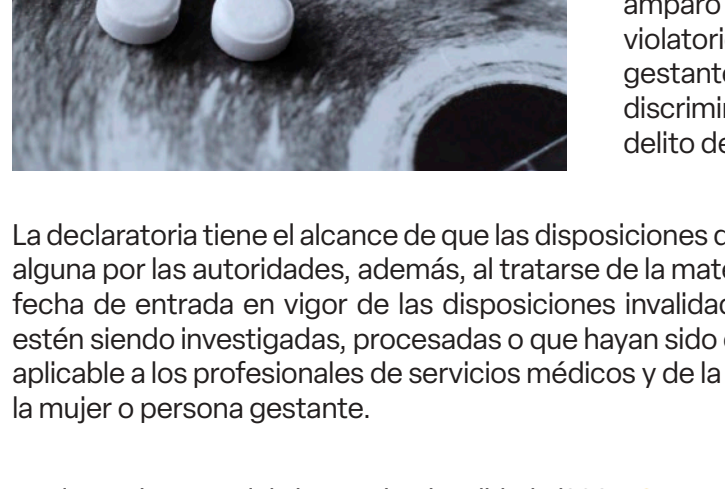 amparo
violatori
gestante
discrimi
delito de
La declaratoria tiene el alcance de que las disposiciones
alguna por las autoridades, además, al tratarse de la mate
fecha de entrada en vigor de las disposiciones invalida
estén siendo investigadas, procesadas o que hayan sido
aplicable a los profesionales de servicios médicos y de la
la mujer o persona gestante.